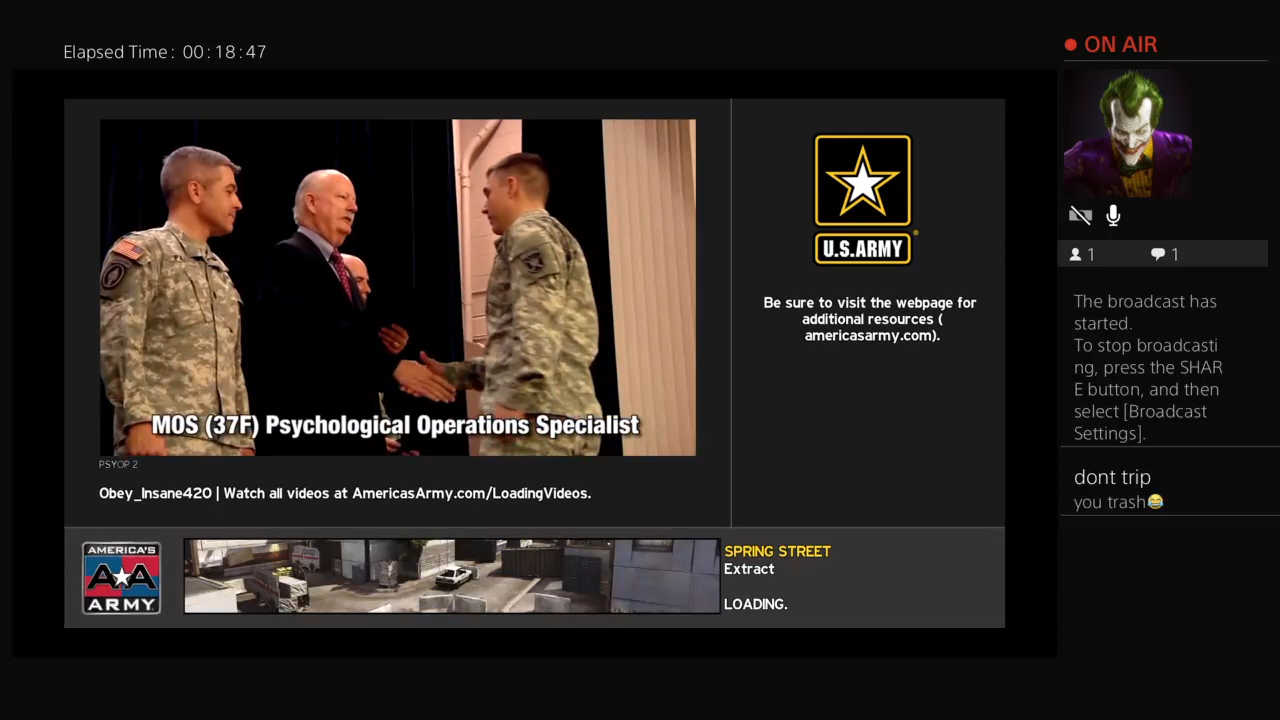 Elapsed Time: 00:18:47
ON AIR
U.S.ARMY
Be sure to visit the webpage for
additional resources (
americasarmy.com).
MOS (37F) Psychological Operations Specialist
PSYOP 2
Obey_Insane420 | Watch all videos at AmericasArmy.com/LoadingVideos.
AMERICA'S
AA
ARMY
SPRING STREET
Extract
LOADING.
1
1
The broadcast has
started.
To stop broadcasti
ng, press the SHAR
E button, and then
select [Broadcast
Settings].
dont trip
you trash😂